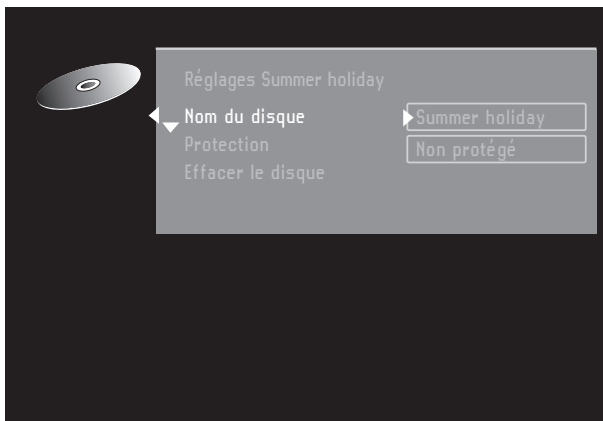 Réglages Summer holiday
Nom du disque Summer holiday
Protection Non protégé
Effacer le disque